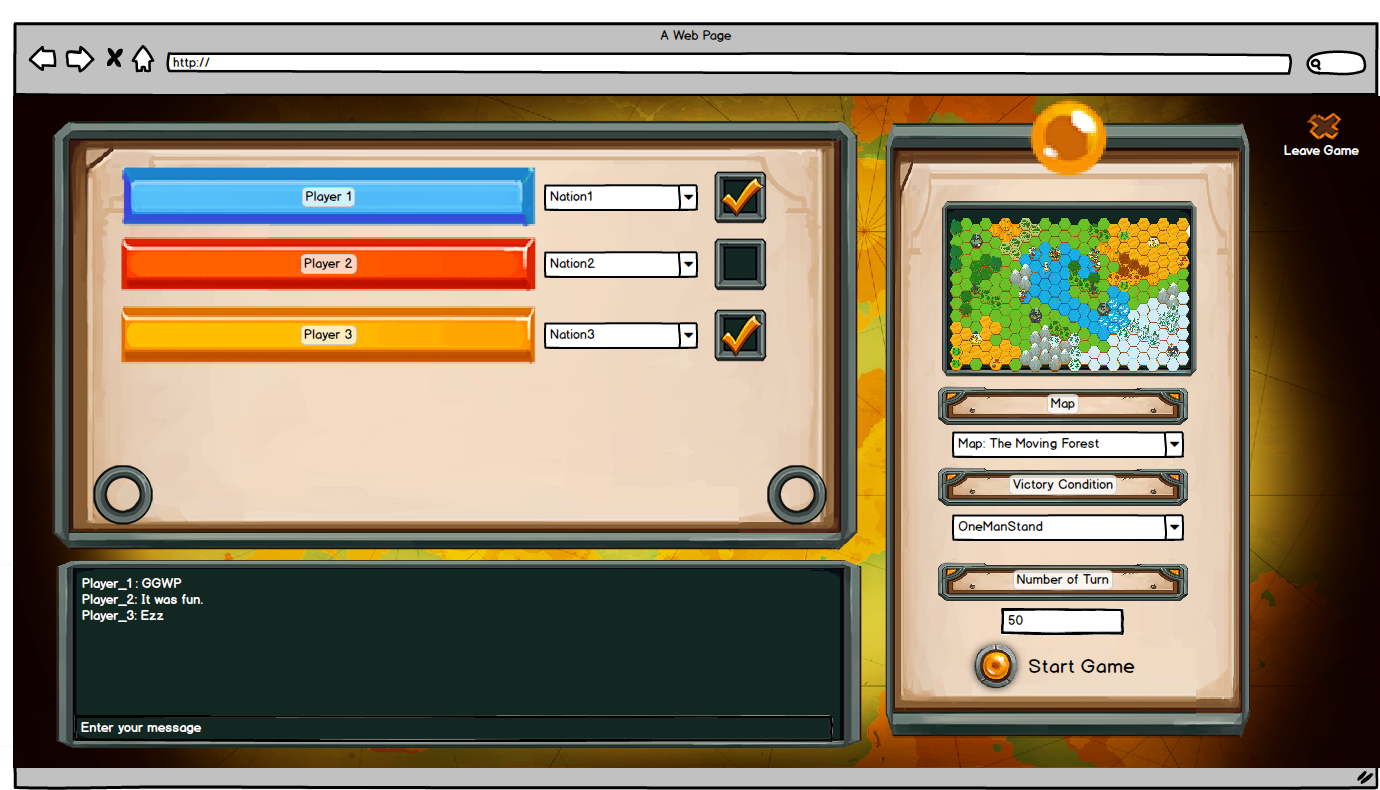 A Web Page
http://
Leave Game
Player 1
Nation1
Player 2
Nation2
Player 3
Nation3
Player_1 : GGWP
Player_2: It was fun.
Player_3: Ezz
Enter your message
Map
Map: The Moving Forest
Victory Condition
OneManStand
Number of Turn
50
Start Game